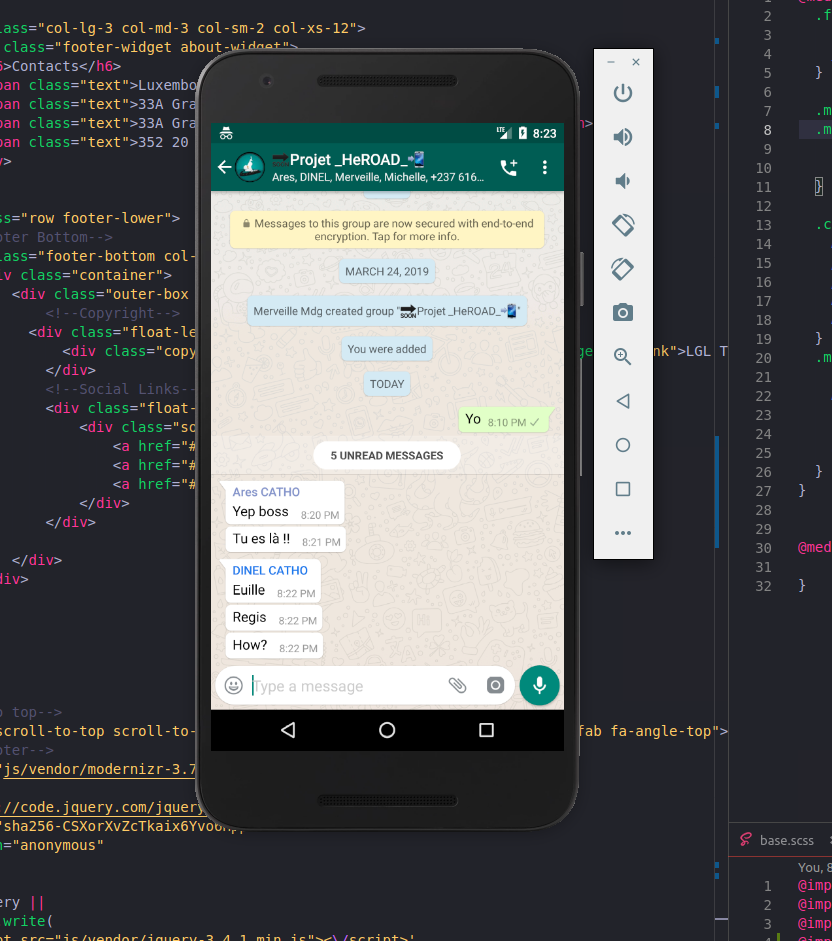 lass="col-lg-3 col-md-3 col-sm-2 col-xs-12">
class="footer-widget about-widget">
>Contacts</h6>
pan class="text">Luxembo
pan class="text">33A Gra
pan class="text">33A Gra
pan class="text">352 20
v>
ss="row footer-lower">
oter Bottom-->
lass="footer-bottom col-
iv class="container">
<div class="outer-box
<!--Copyright-->
<div class="float-le
<div class="copy
</div>
<!--Social Links--
<div class="float-
<div class="so
<a href="#
<a href="#
<a href="#
</div>
</div>
</div>
div>
o top-->
scroll-to-top scroll-to-
oter-->
"js/vendor/modernizr-3.7
://code.jquery.com/jquery
"sha256-CSXorXvZcTkaix6Yvo6
n="anonymous"
ery ||
write(
pt src="js/vendor/jquery-3.4.1.min.js"><\/script>'
LTE 8:23
🔜Projet _HeROAD_📲
Ares, DINEL, Merveille, Michelle, +237 616...
Messages to this group are now secured with end-to-end
encryption. Tap for more info.
MARCH 24, 2019
Merville Mdg created group "🔜Projet _HeROAD_📲"
You were added
TODAY
Yo 8:10 PM
5 UNREAD MESSAGES
Ares CATHO
Yep boss 8:20 PM
Tu es là !! 8:21 PM
DINEL CATHO
Euille 8:22 PM
Regis 8:22 PM
How? 8:22 PM
Type a message
n>
ge
nk">LGL T
fab fa-angle-top">
2 .f
5 }
6
7 .m
8 .m
9
10
11 }
12
13 .c
14
15
16
17
18
19 }
20 .m
21
22
23
24
25
26 }
27 }
28
29
30 @med
31
32 }
base.scss
You, 8
1 @imp
2 @imp
3 @imp